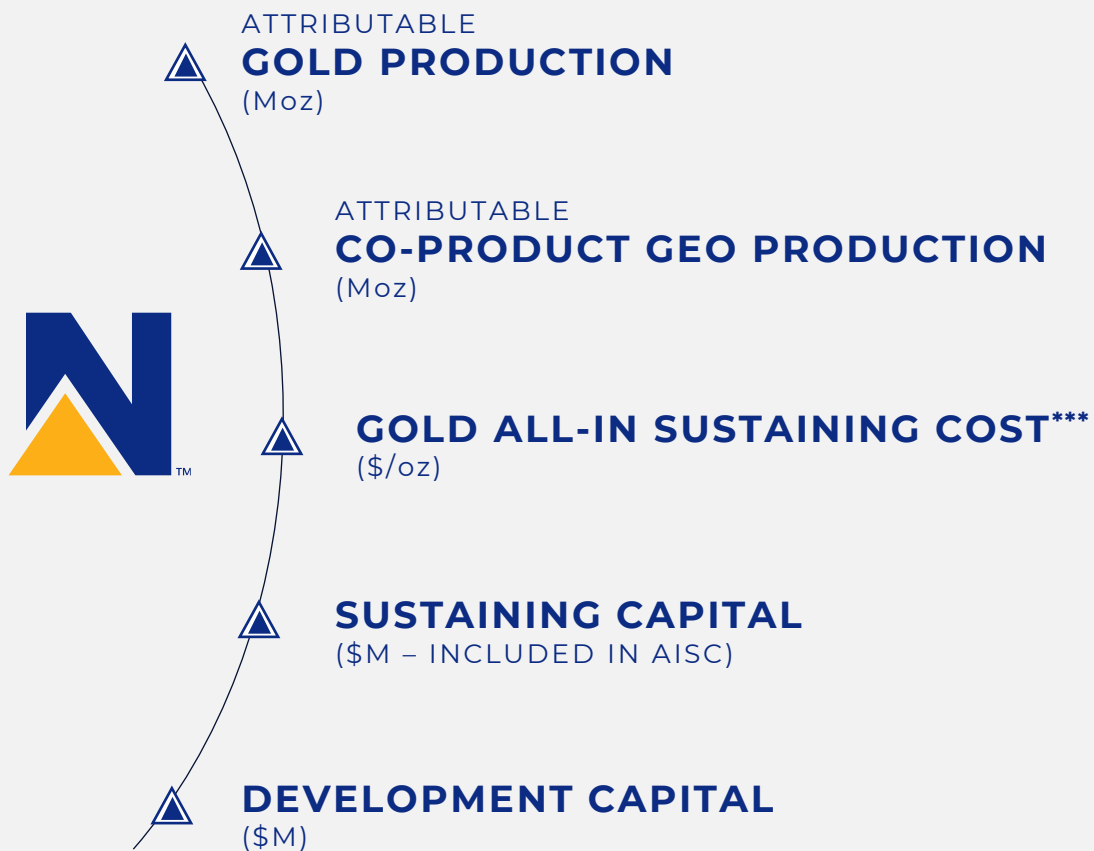 ATTRIBUTABLE
GOLD PRODUCTION
(Moz)
ATTRIBUTABLE
CO-PRODUCT GEO PRODUCTION
(Moz)
N
TM
GOLD ALL-IN SUSTAINING COST***
($/oz)
SUSTAINING CAPITAL
($M – INCLUDED IN AISC)
DEVELOPMENT CAPITAL
($M)